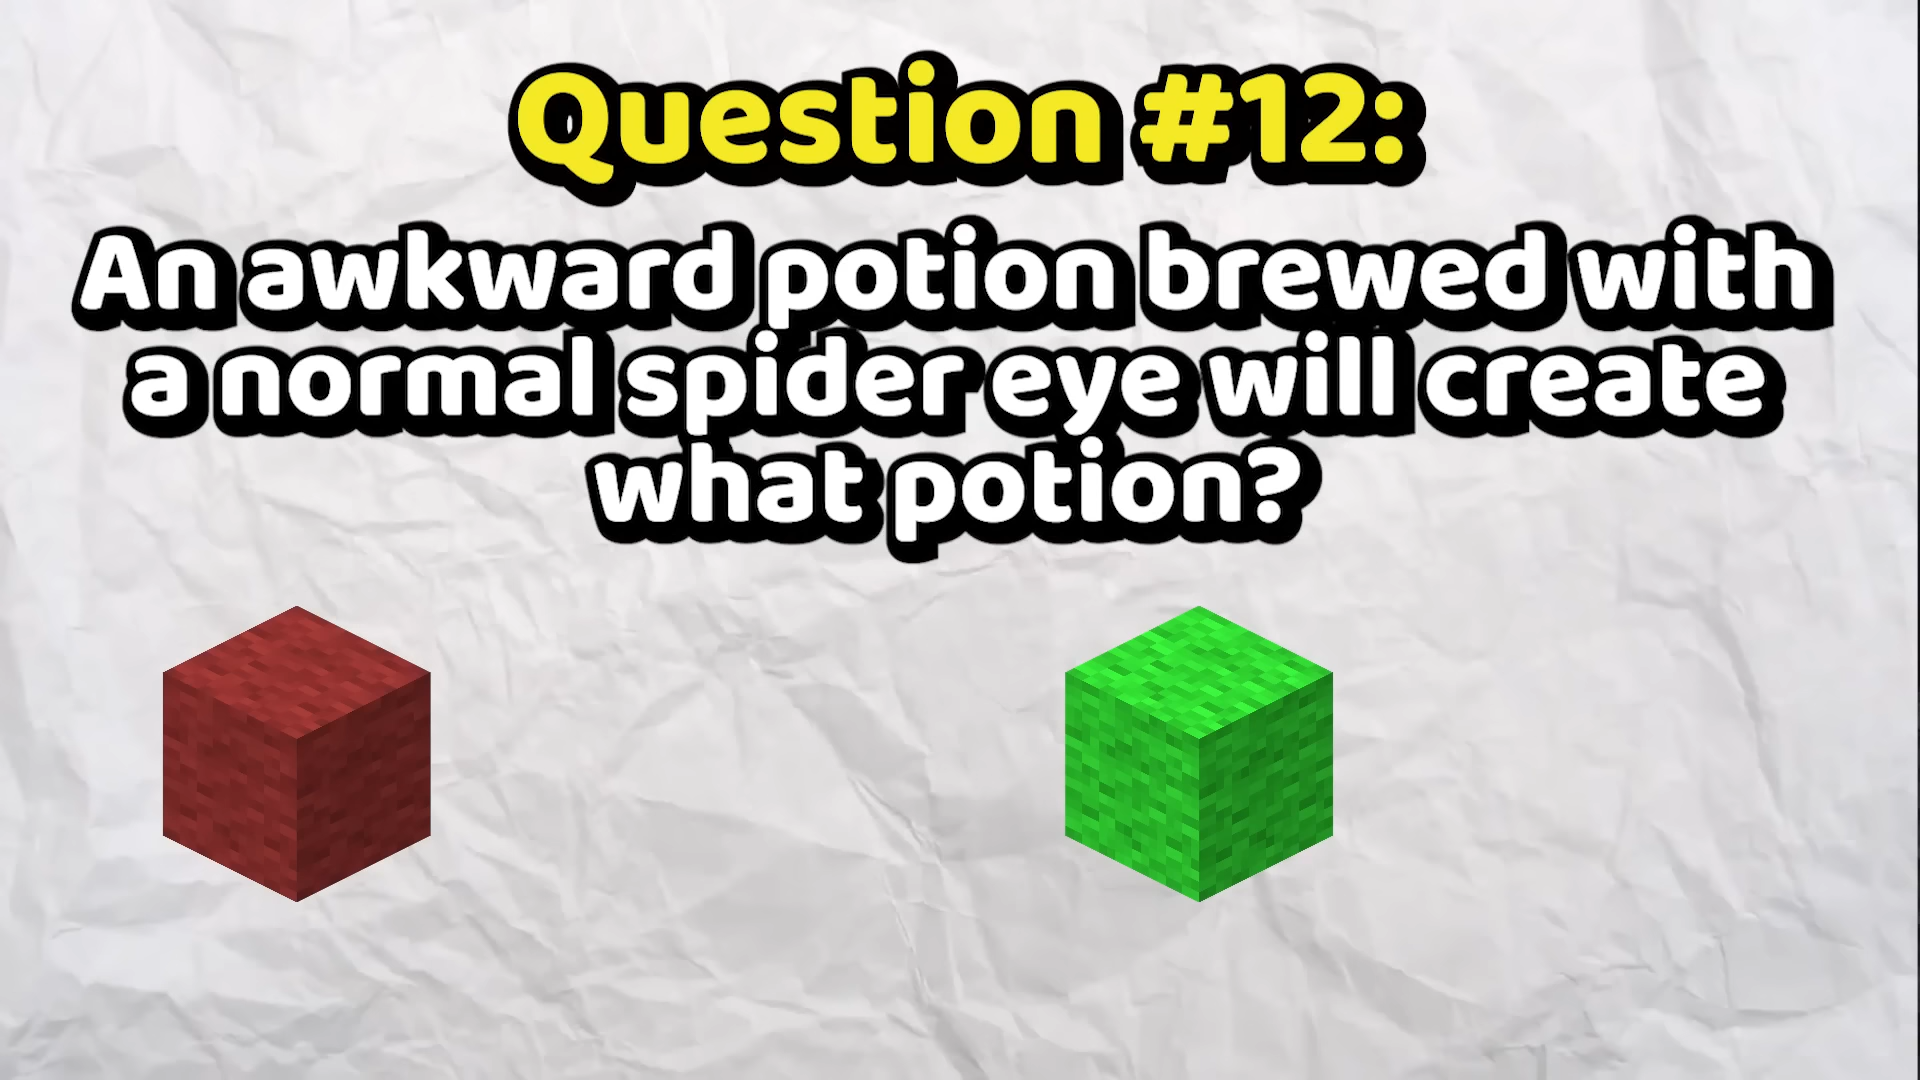 Question #12:
An awkward potion brewed with
a normal spider eye will create
what potion?